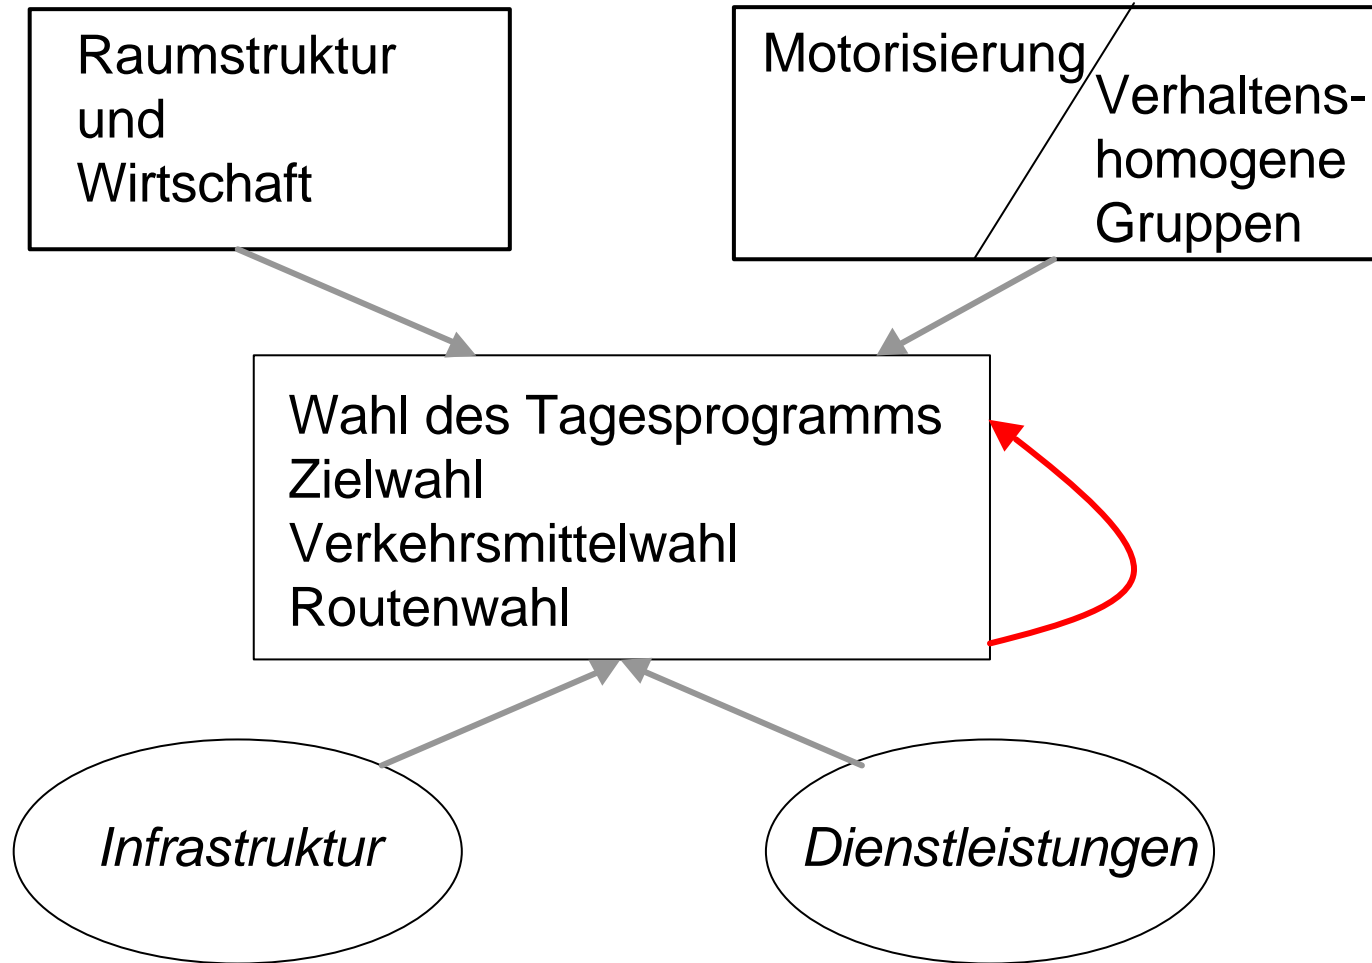 Raumstruktur
und
Wirtschaft
Motorisierung
Verhaltens-
homogene
Gruppen
Wahl des Tagesprogramms
Zielwahl
Verkehrsmittelwahl
Routenwahl
Infrastruktur
Dienstleistungen